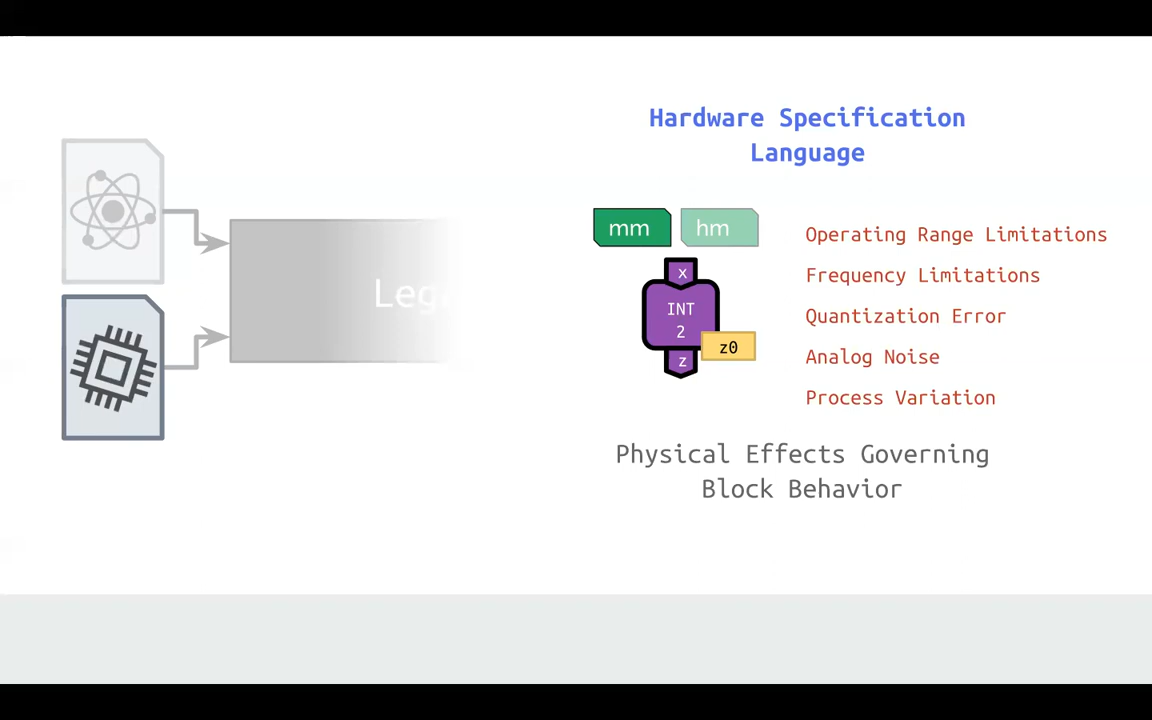 Hardware Specification
Language
mm
hm
x
INT
2
z0
z
Operating Range Limitations
Frequency Limitations
Quantization Error
Analog Noise
Process Variation
Physical Effects Governing
Block Behavior